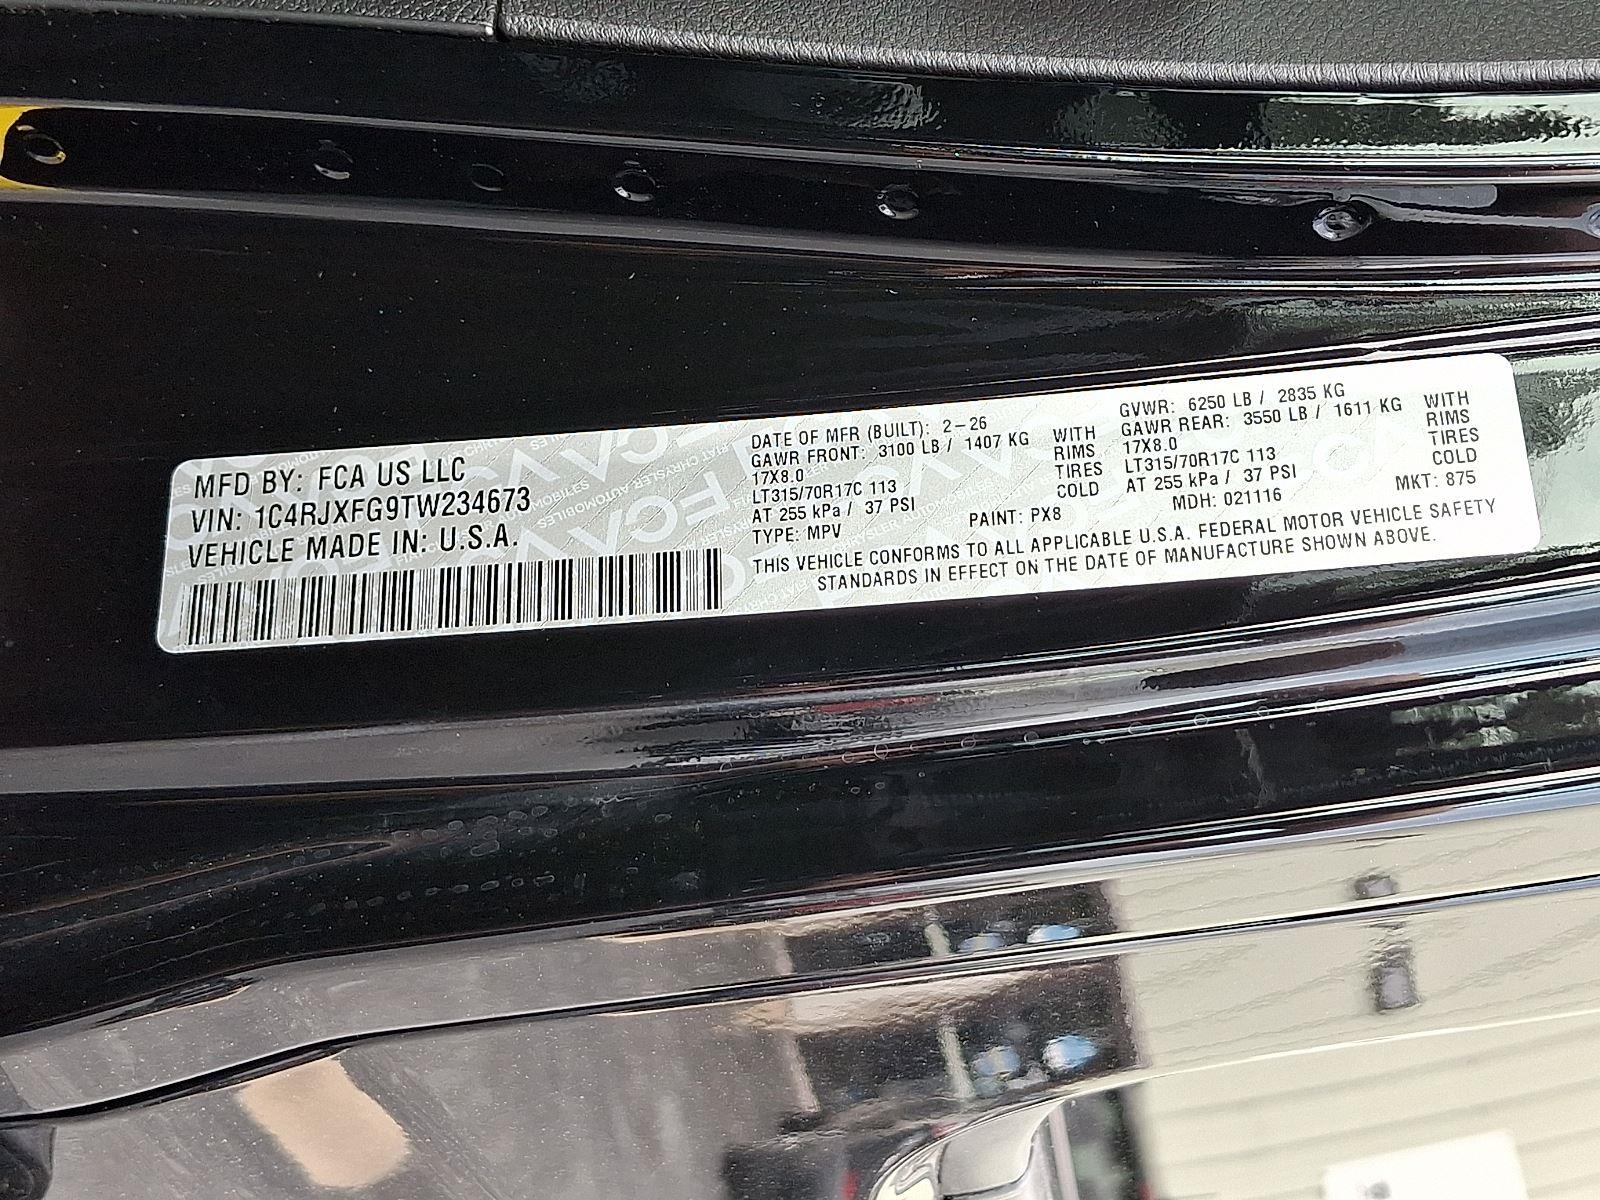 MFD BY: FCA US LLC
VIN: 1C4RJXFG9TW234673
VEHICLE MADE IN: U.S.A.
DATE OF MFR (BUILT): 2-26
GAWR FRONT: 3100 LB / 1407 KG WITH
17X8.0 RIMS
LT315/70R17C 113 TIRES
AT 255 kPa / 37 PSI COLD
TYPE: MPV PAINT: PX8
GVWR: 6250 LB / 2835 KG
GAWR REAR: 3550 LB / 1611 KG WITH
17X8.0 RIMS
LT315/70R17C 113 TIRES
AT 255 kPa / 37 PSI COLD
MDH: 021116 MKT: 875
THIS VEHICLE CONFORMS TO ALL APPLICABLE U.S.A. FEDERAL MOTOR VEHICLE SAFETY
STANDARDS IN EFFECT ON THE DATE OF MANUFACTURE SHOWN ABOVE.